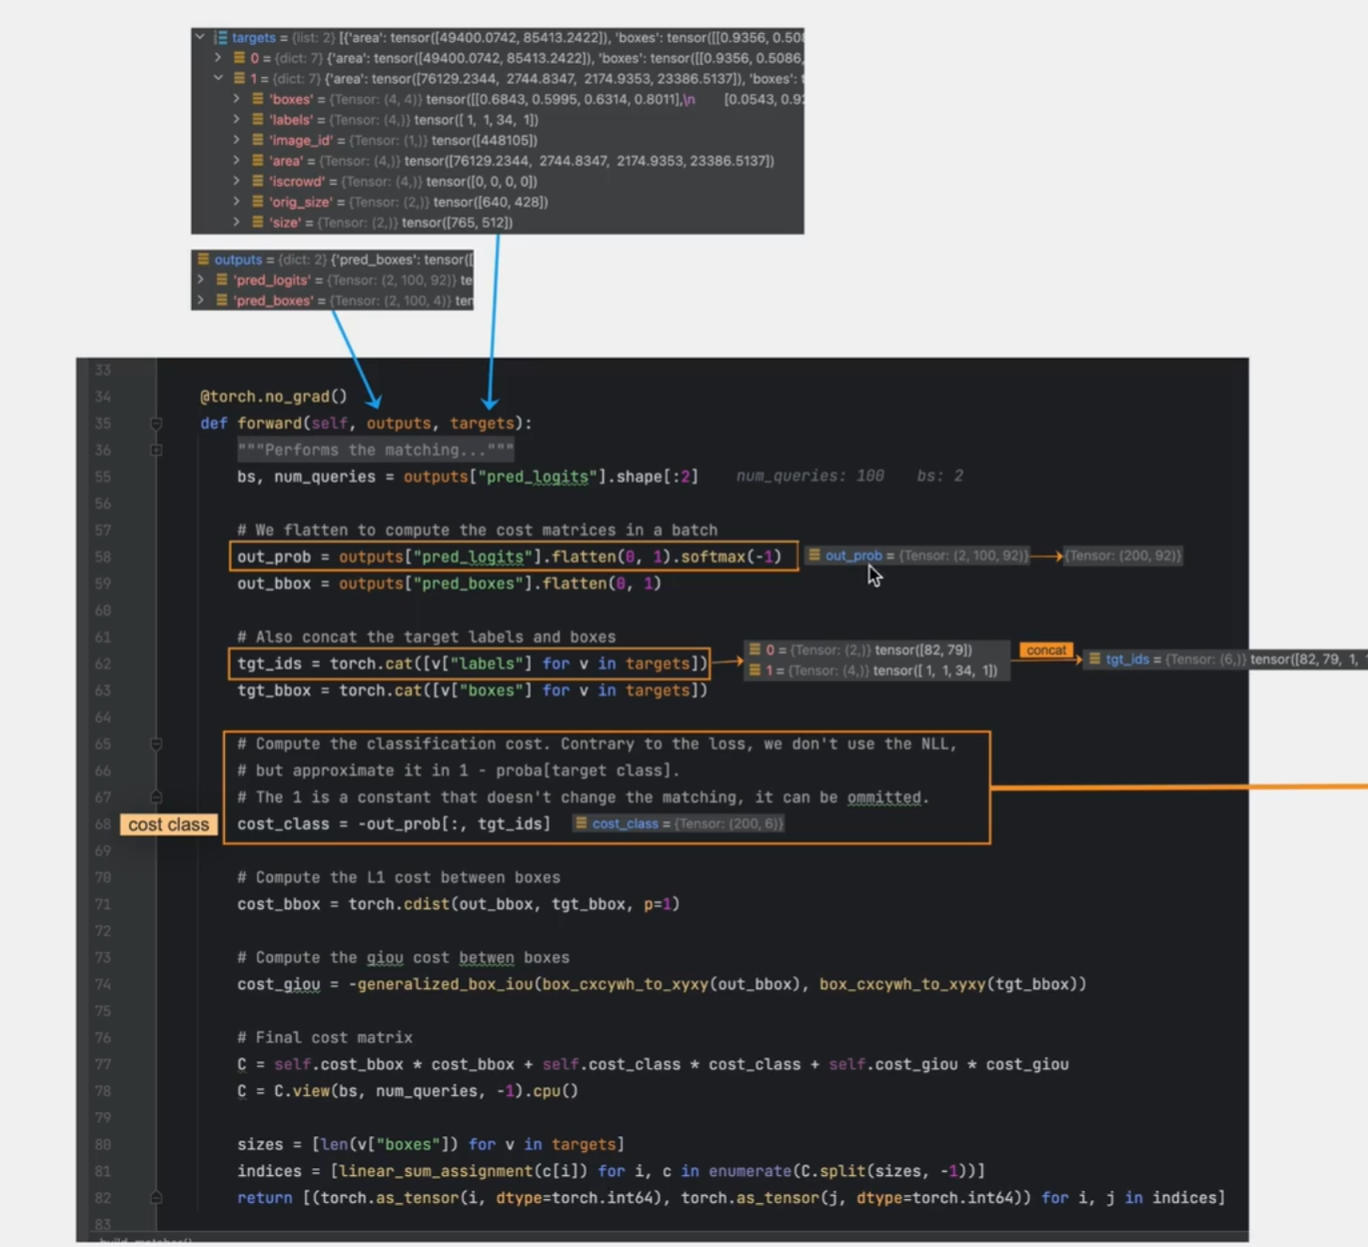 targets = {list: 2} [{'area': tensor([49400.0742, 85413.2422]), 'boxes': tensor([[0.9356, 0.508
0 = {dict: 7} {'area': tensor([49400.0742, 85413.2422]), 'boxes': tensor([[0.9356, 0.5086,
1 = {dict: 7} {'area': tensor([76129.2344,  2744.8347,  2174.9353, 23386.5137]), 'boxes': t
'boxes' = {Tensor: (4, 4)} tensor([[0.6843, 0.5995, 0.6314, 0.8011],\n        [0.0543, 0.92
'labels' = {Tensor: (4,)} tensor([ 1,  1, 34,  1])
'image_id' = {Tensor: (1,)} tensor([448105])
'area' = {Tensor: (4,)} tensor([76129.2344,  2744.8347,  2174.9353, 23386.5137])
'iscrowd' = {Tensor: (4,)} tensor([0, 0, 0, 0])
'orig_size' = {Tensor: (2,)} tensor([640, 428])
'size' = {Tensor: (2,)} tensor([765, 512])
outputs = {dict: 2} {'pred_boxes': tensor([
'pred_logits' = {Tensor: (2, 100, 92)} te
'pred_boxes' = {Tensor: (2, 100, 4)} ten
33
34 @torch.no_grad()
35 def forward(self, outputs, targets):
36 """Performs the matching..."""
55 bs, num_queries = outputs["pred_logits"].shape[:2] num_queries: 100 bs: 2
56
57 # We flatten to compute the cost matrices in a batch
58 out_prob = outputs["pred_logits"].flatten(0, 1).softmax(-1) out_prob = {Tensor: (2, 100, 92)} {Tensor: (200, 92)}
59 out_bbox = outputs["pred_boxes"].flatten(0, 1)
60
61 # Also concat the target labels and boxes
0 = {Tensor: (2,)} tensor([82, 79]) concat
62 tgt_ids = torch.cat([v["labels"] for v in targets]) tgt_ids = {Tensor: (6,)} tensor([82, 79, 1,
1 = {Tensor: (4,)} tensor([ 1, 1, 34, 1])
63 tgt_bbox = torch.cat([v["boxes"] for v in targets])
64
65 # Compute the classification cost. Contrary to the loss, we don't use the NLL,
66 # but approximate it in 1 - proba[target class].
67 # The 1 is a constant that doesn't change the matching, it can be ommitted.
cost class 68 cost_class = -out_prob[:, tgt_ids] cost_class = {Tensor: (200, 6)}
69
70 # Compute the L1 cost between boxes
71 cost_bbox = torch.cdist(out_bbox, tgt_bbox, p=1)
72
73 # Compute the giou cost betwen boxes
74 cost_giou = -generalized_box_iou(box_cxcywh_to_xyxy(out_bbox), box_cxcywh_to_xyxy(tgt_bbox))
75
76 # Final cost matrix
77 C = self.cost_bbox * cost_bbox + self.cost_class * cost_class + self.cost_giou * cost_giou
78 C = C.view(bs, num_queries, -1).cpu()
79
80 sizes = [len(v["boxes"]) for v in targets]
81 indices = [linear_sum_assignment(c[i]) for i, c in enumerate(C.split(sizes, -1))]
82 return [(torch.as_tensor(i, dtype=torch.int64), torch.as_tensor(j, dtype=torch.int64)) for i, j in indices]
83